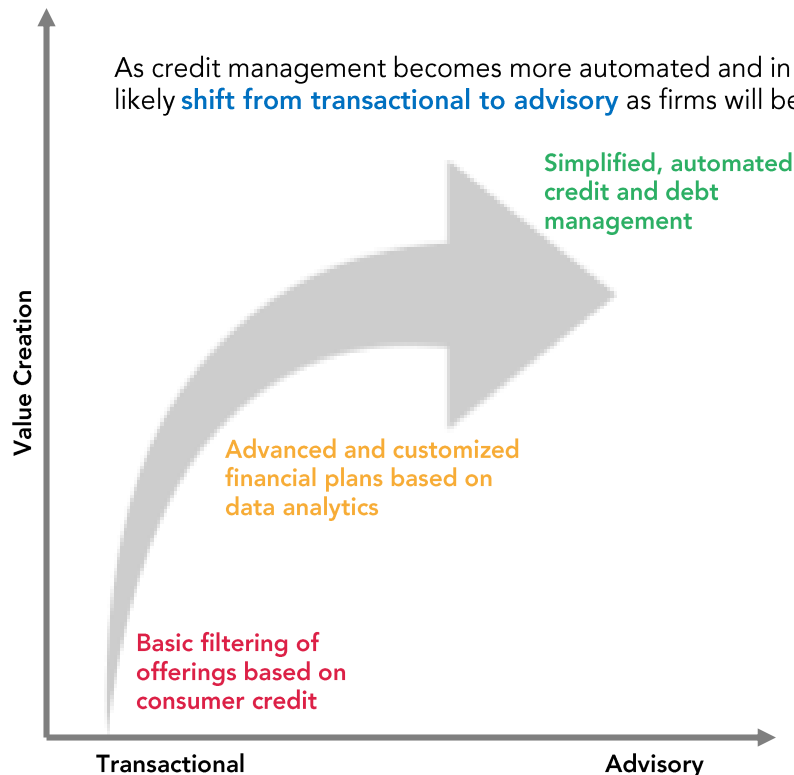 As credit management becomes more automated and in
likely shift from transactional to advisory as firms will be
Simplified, automated
credit and debt
management
Value Creation
Advanced and customized
financial plans based on
data analytics
Basic filtering of
offerings based on
consumer credit
Transactional
Advisory